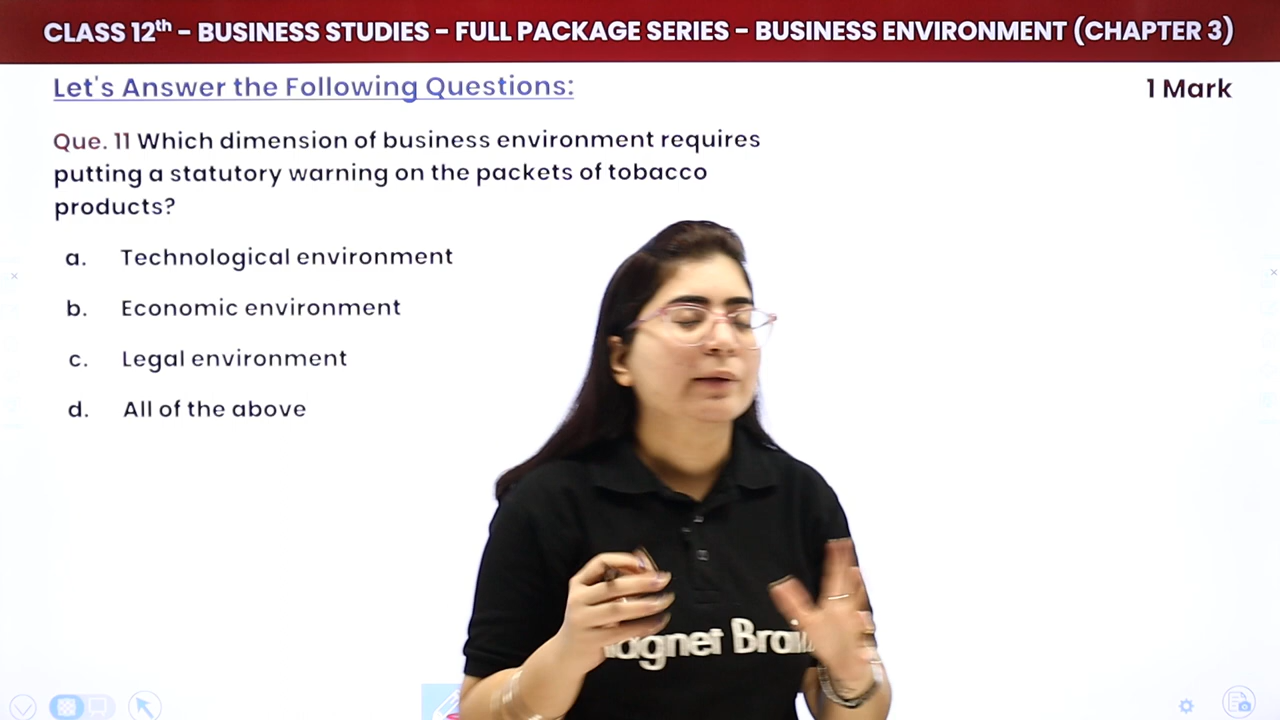 CLASS 12th – BUSINESS STUDIES – FULL PACKAGE SERIES – BUSINESS ENVIRONMENT (CHAPTER 3)
Let's Answer the Following Questions:
1 Mark
Que. 11 Which dimension of business environment requires
putting a statutory warning on the packets of tobacco
products?
a. Technological environment
b. Economic environment
c. Legal environment
d. All of the above